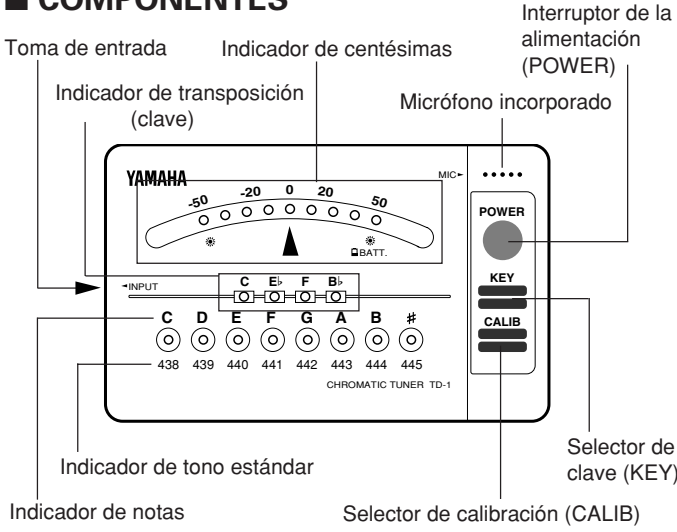 ■ COMPONENTES
Interruptor de la
alimentación
(POWER)
Toma de entrada
Indicador de centésimas
Indicador de transposición
(clave)
Micrófono incorporado
YAMAHA
MIC
-50 -20 0 20 50
BATT.
POWER
INPUT
C E♭ F B♭
KEY
C D E F G A B ♯
CALIB
438 439 440 441 442 443 444 445
CHROMATIC TUNER TD-1
Indicador de tono estándar
Selector de
clave (KEY)
Indicador de notas
Selector de calibración (CALIB)